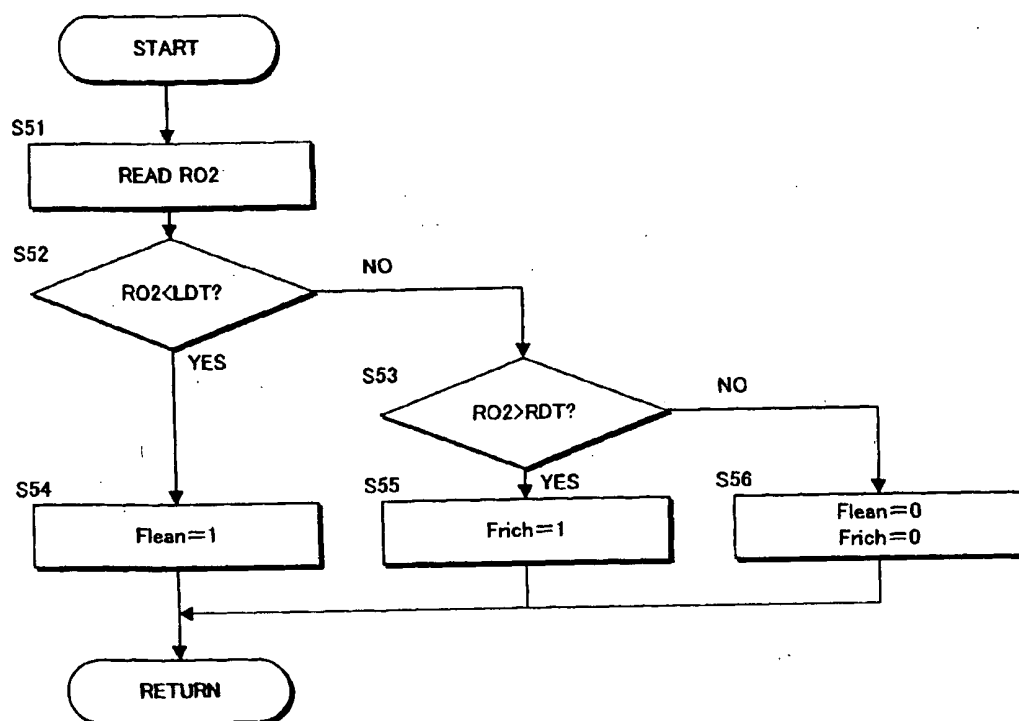 START
S51
READ RO2
S52
RO2<LDT?
NO
YES
S53
RO2>RDT?
NO
YES
S54
Flean=1
S55
Frich=1
S56
Flean=0
Frich=0
RETURN